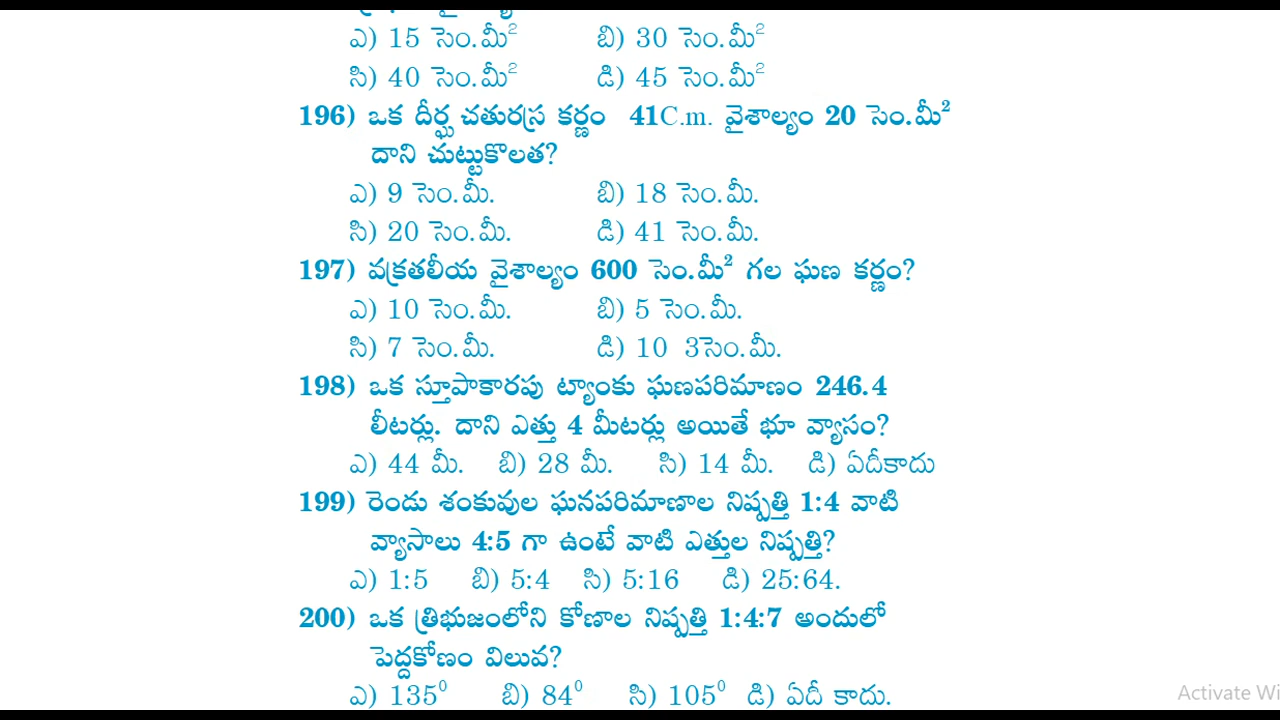 ఎ) 15 సెం.మీ² బి) 30 సెం.మీ²
సి) 40 సెం.మీ² డి) 45 సెం.మీ²
196) ఒక దీర్ఘ చతురస్ర కర్ణం 41C.m. వైశాల్యం 20 సెం.మీ²
దాని చుట్టుకొలత?
ఎ) 9 సెం.మీ. బి) 18 సెం.మీ.
సి) 20 సెం.మీ. డి) 41 సెం.మీ.
197) వక్రతలీయ వైశాల్యం 600 సెం.మీ² గల ఘణ కర్ణం?
ఎ) 10 సెం.మీ. బి) 5 సెం.మీ.
సి) 7 సెం.మీ. డి) 10 3సెం.మీ.
198) ఒక స్తూపాకారపు ట్యాంకు ఘణపరిమాణం 246.4
లీటర్లు. దాని ఎత్తు 4 మీటర్లు అయితే భూ వ్యాసం?
ఎ) 44 మీ. బి) 28 మీ. సి) 14 మీ. డి) ఏదీకాదు
199) రెండు శంకువుల ఘనపరిమాణాల నిష్పత్తి 1:4 వాటి
వ్యాసాలు 4:5 గా ఉంటే వాటి ఎత్తుల నిష్పత్తి?
ఎ) 1:5 బి) 5:4 సి) 5:16 డి) 25:64.
200) ఒక త్రిభుజంలోని కోణాల నిష్పత్తి 1:4:7 అందులో
పెద్దకోణం విలువ?
ఎ) 135⁰ బి) 84⁰ సి) 105⁰ డి) ఏదీ కాదు.
Activate Wi